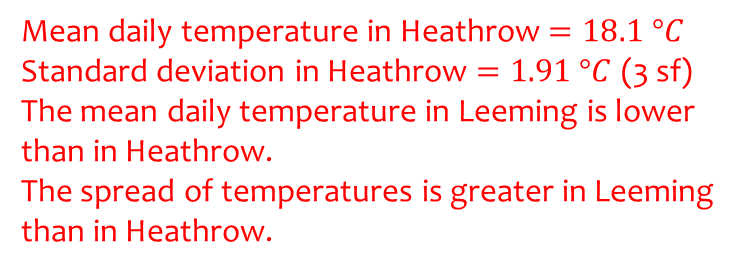 Mean daily temperature in Heathrow = 18.1 °C
Standard deviation in Heathrow = 1.91 °C (3 sf)
The mean daily temperature in Leeming is lower
than in Heathrow.
The spread of temperatures is greater in Leeming
than in Heathrow.